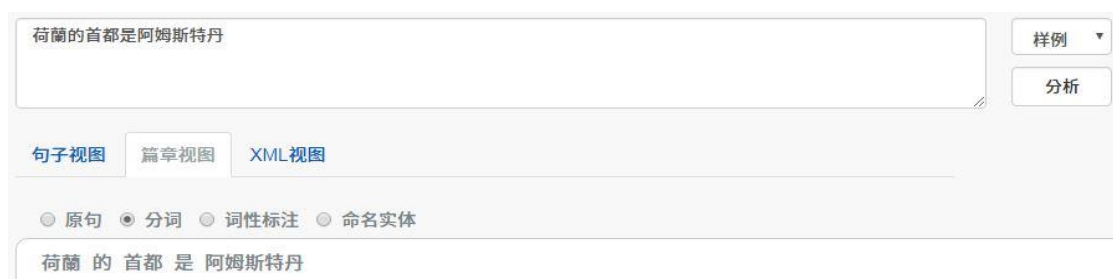 荷蘭的首都是阿姆斯特丹
样例
分析
句子视图 篇章视图 XML视图
原句 分词 词性标注 命名实体
荷蘭 的 首都 是 阿姆斯特丹